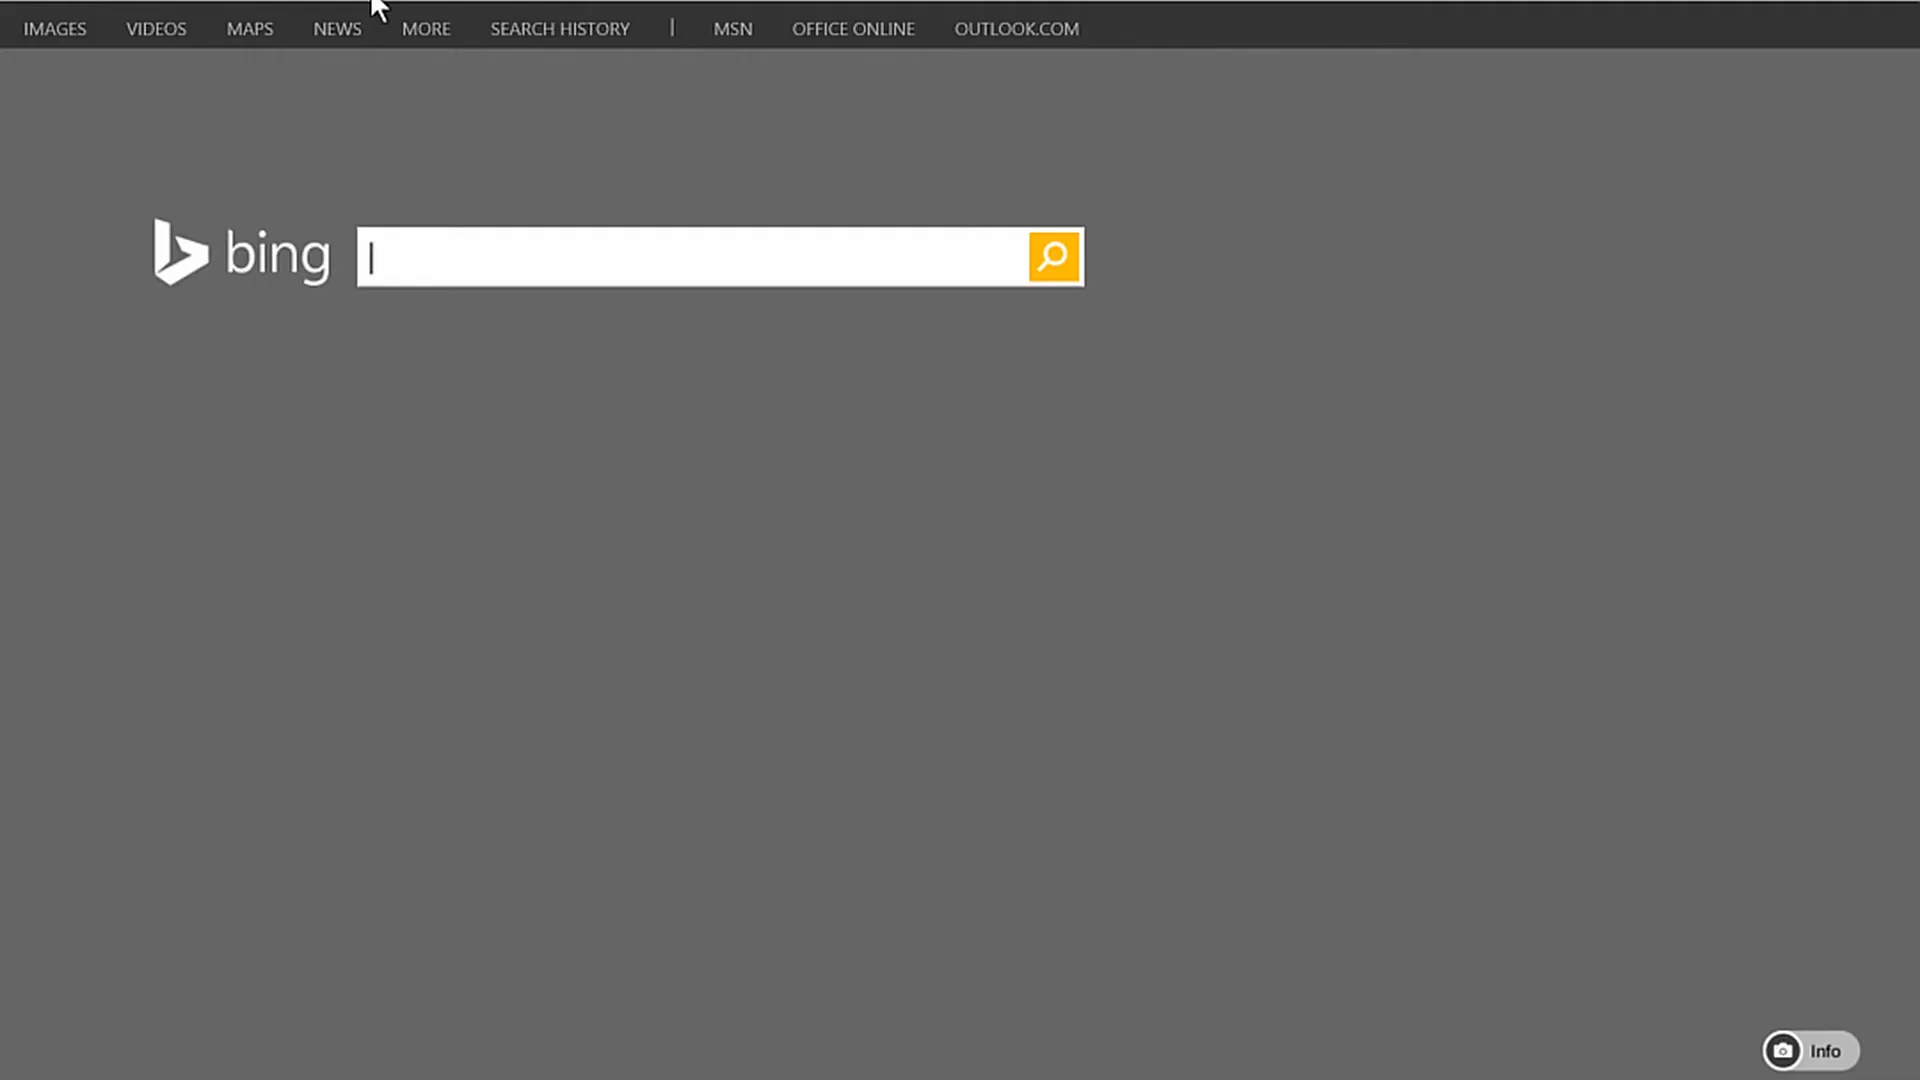 IMAGES VIDEOS MAPS NEWS MORE SEARCH HISTORY | MSN OFFICE ONLINE OUTLOOK.COM
bing
Info